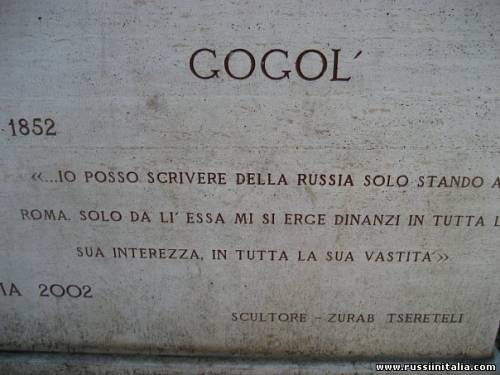 GOGOL´
1852
«...IO POSSO SCRIVERE DELLA RUSSIA SOLO STANDO A
ROMA. SOLO DA LI´ ESSA MI SI ERGE DINANZI IN TUTTA L
SUA INTEREZZA, IN TUTTA LA SUA VASTITA´»
IA 2002
SCULTORE - ZURAB TSERETELI
www.russiinitalia.com